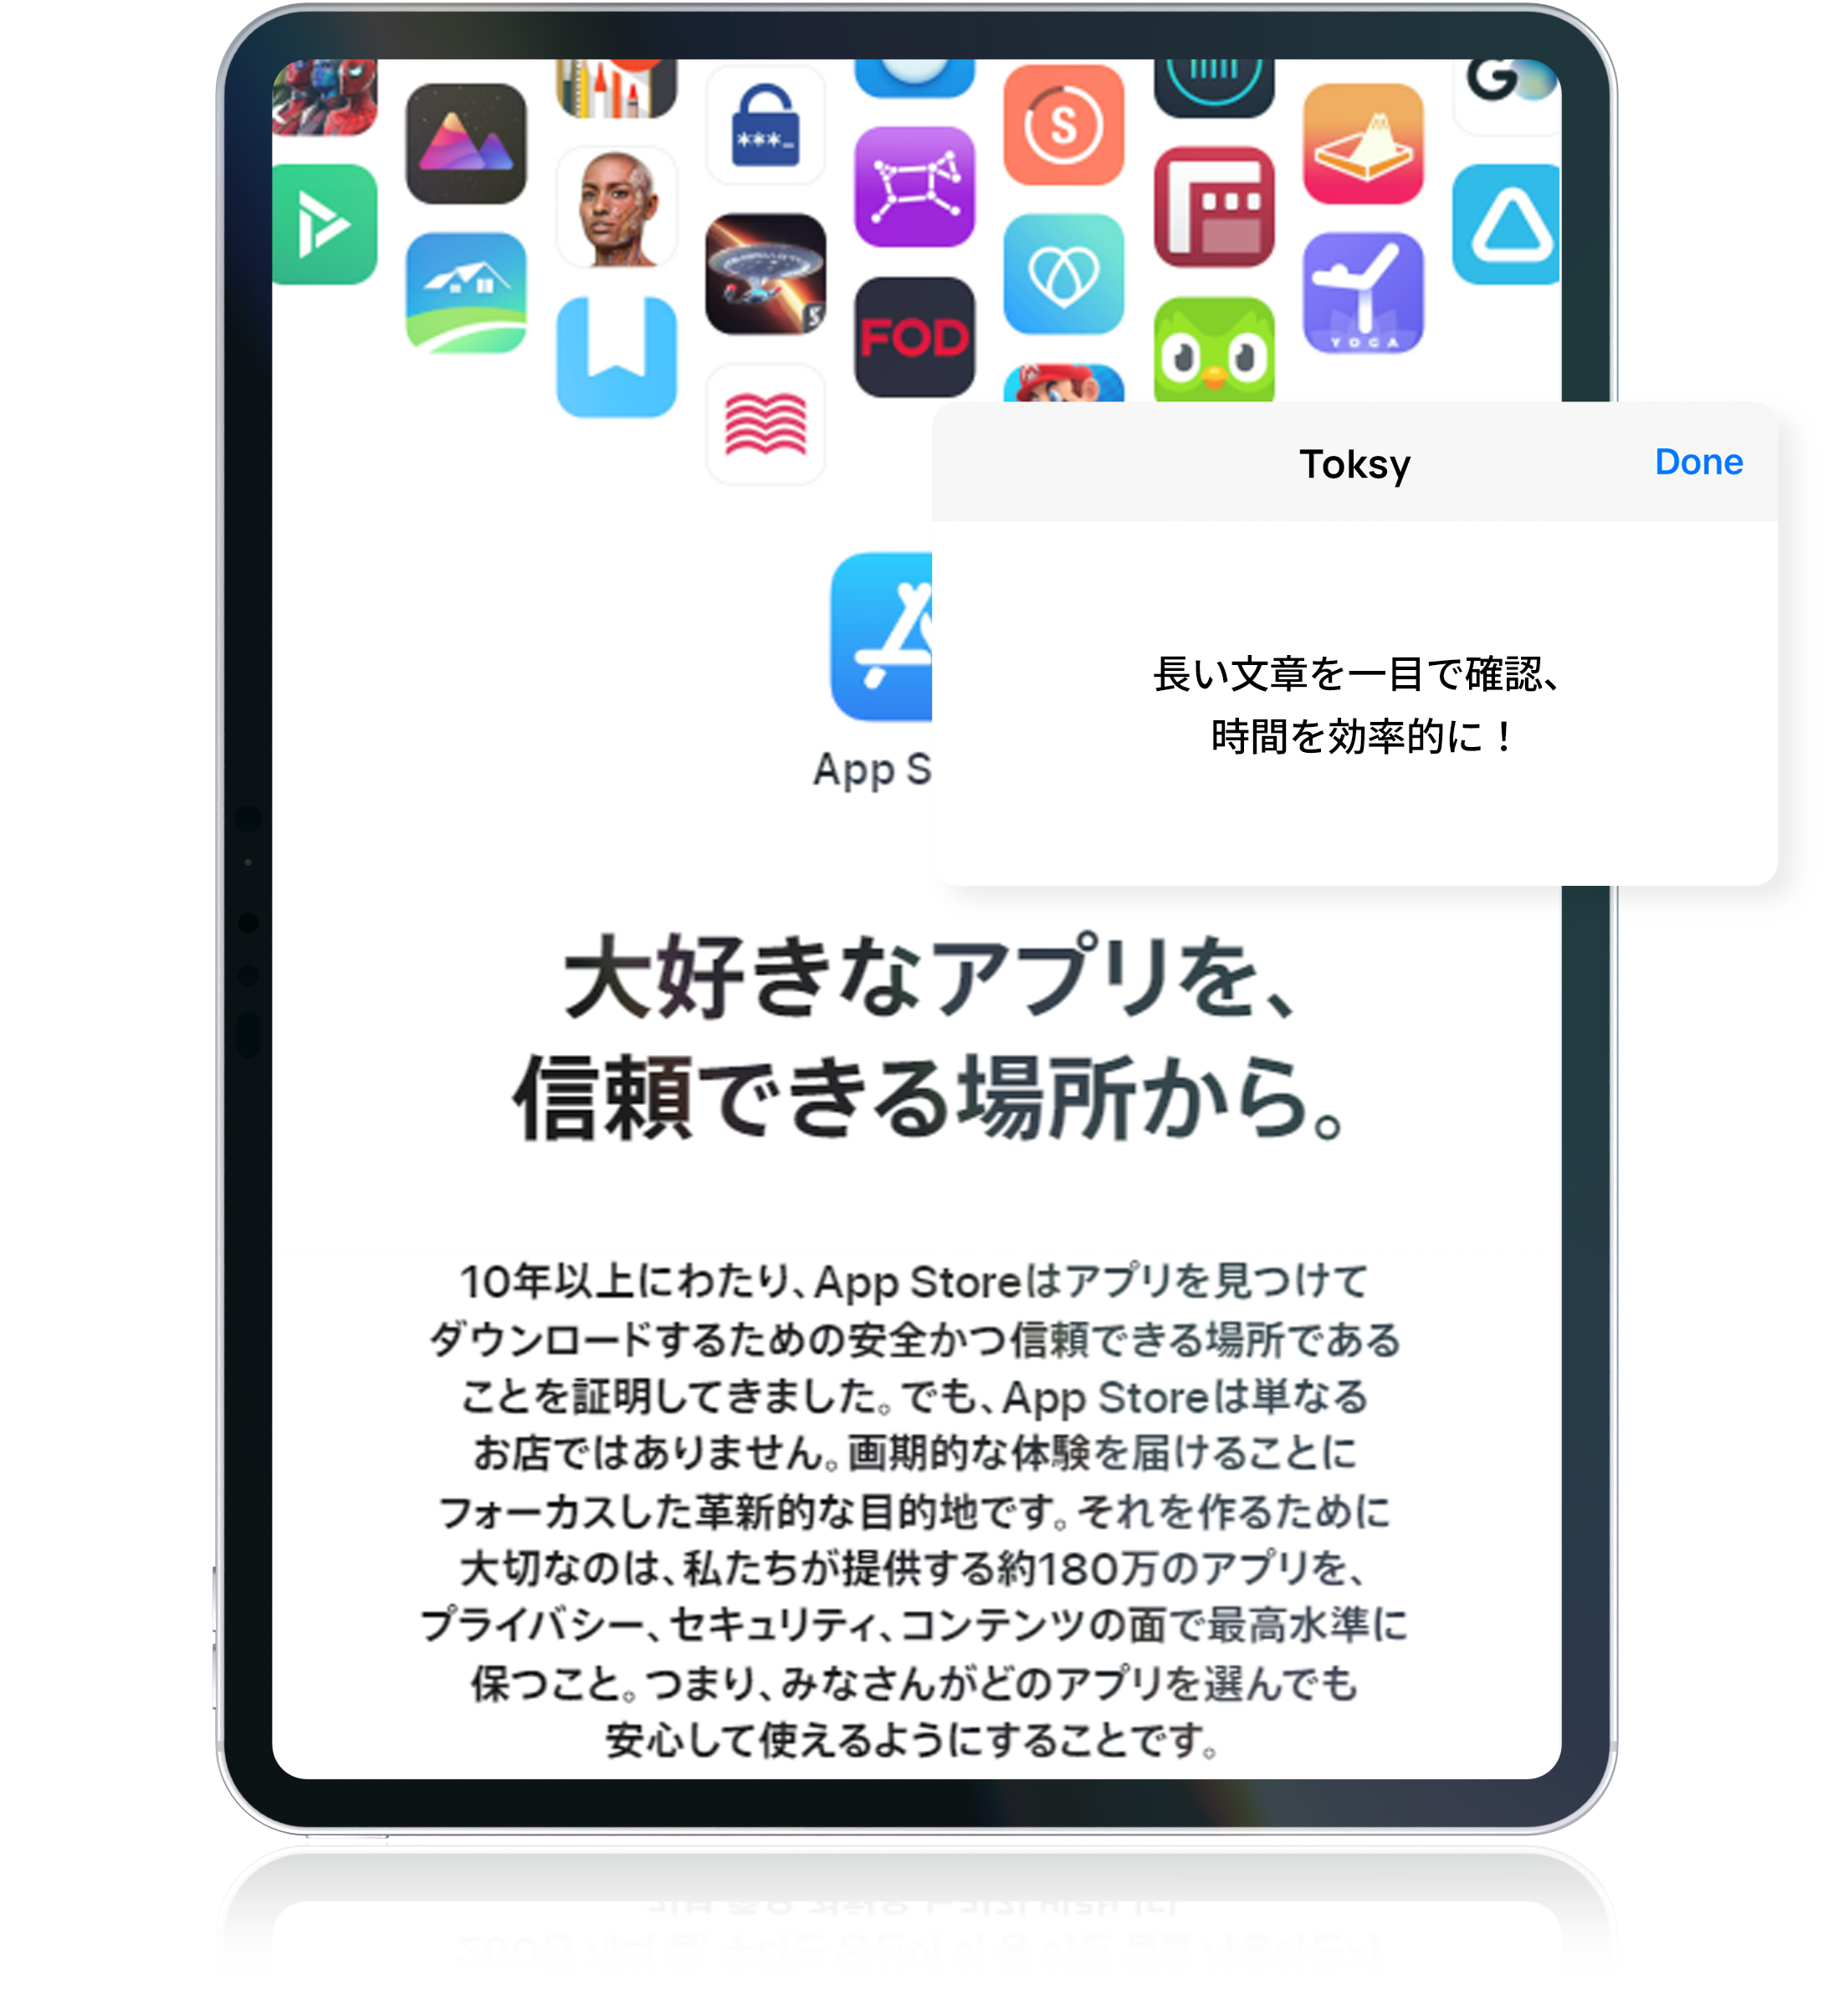 ***_
S
G
S
FOD
YOGA
Toksy
Done
長い文章を一目で確認、
時間を効率的に！
App S
大好きなアプリを、
信頼できる場所から。
10年以上にわたり、App Storeはアプリを見つけて
ダウンロードするための安全かつ信頼できる場所である
ことを証明してきました。でも、App Storeは単なる
お店ではありません。画期的な体験を届けることに
フォーカスした革新的な目的地です。それを作るために
大切なのは、私たちが提供する約180万のアプリを、
プライバシー、セキュリティ、コンテンツの面で最高水準に
保つこと。つまり、みなさんがどのアプリを選んでも
安心して使えるようにすることです。